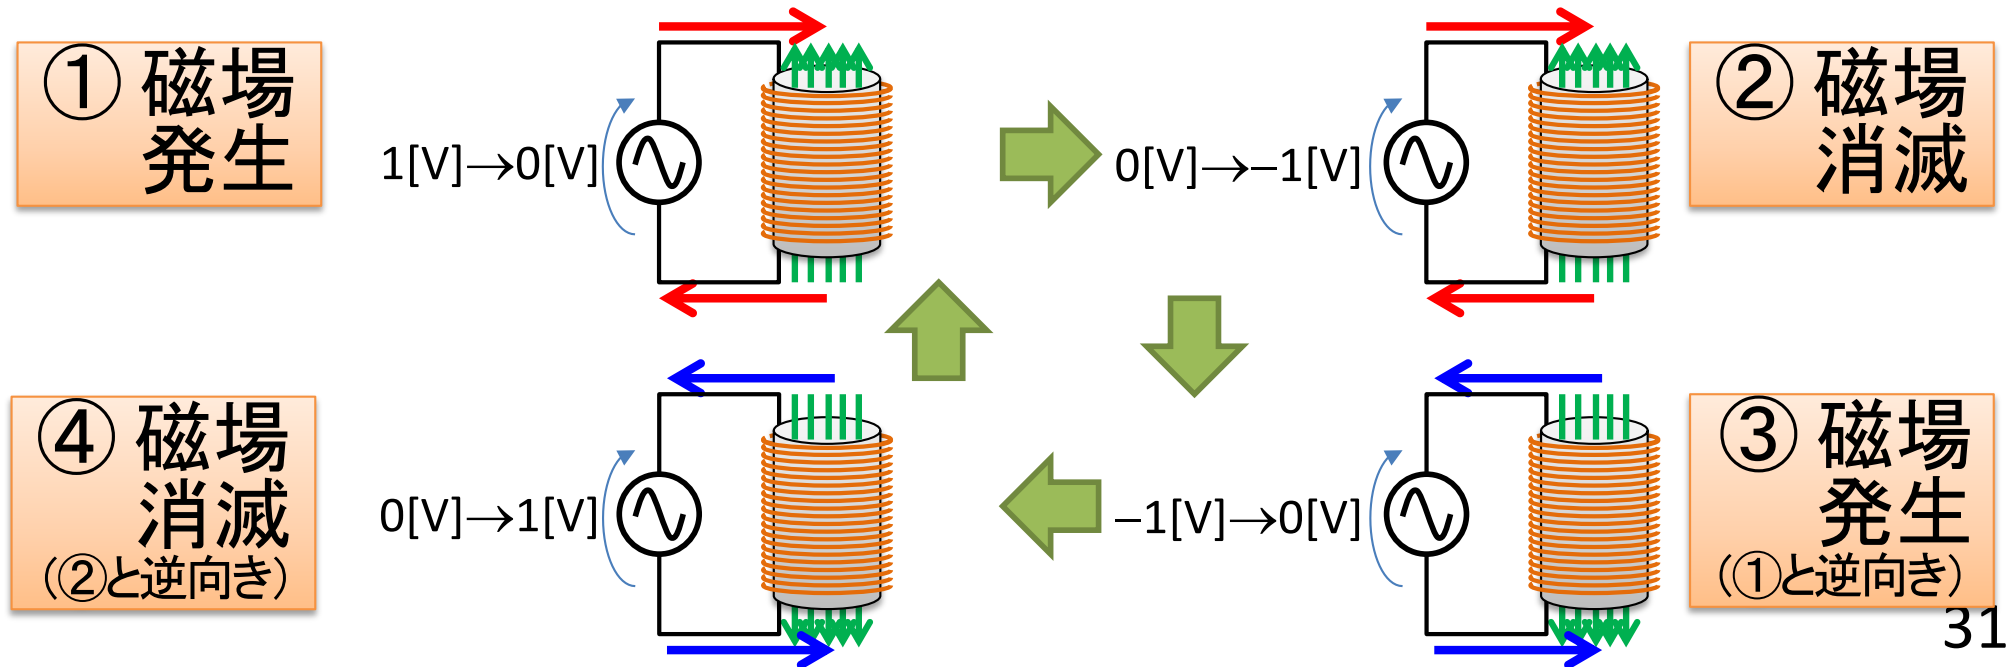 ① 磁場
発生
1[V]→0[V]
0[V]→−1[V]
② 磁場
消滅
④ 磁場
消滅
(②と逆向き)
0[V]→1[V]
−1[V]→0[V]
③ 磁場
発生
(①と逆向き)
31